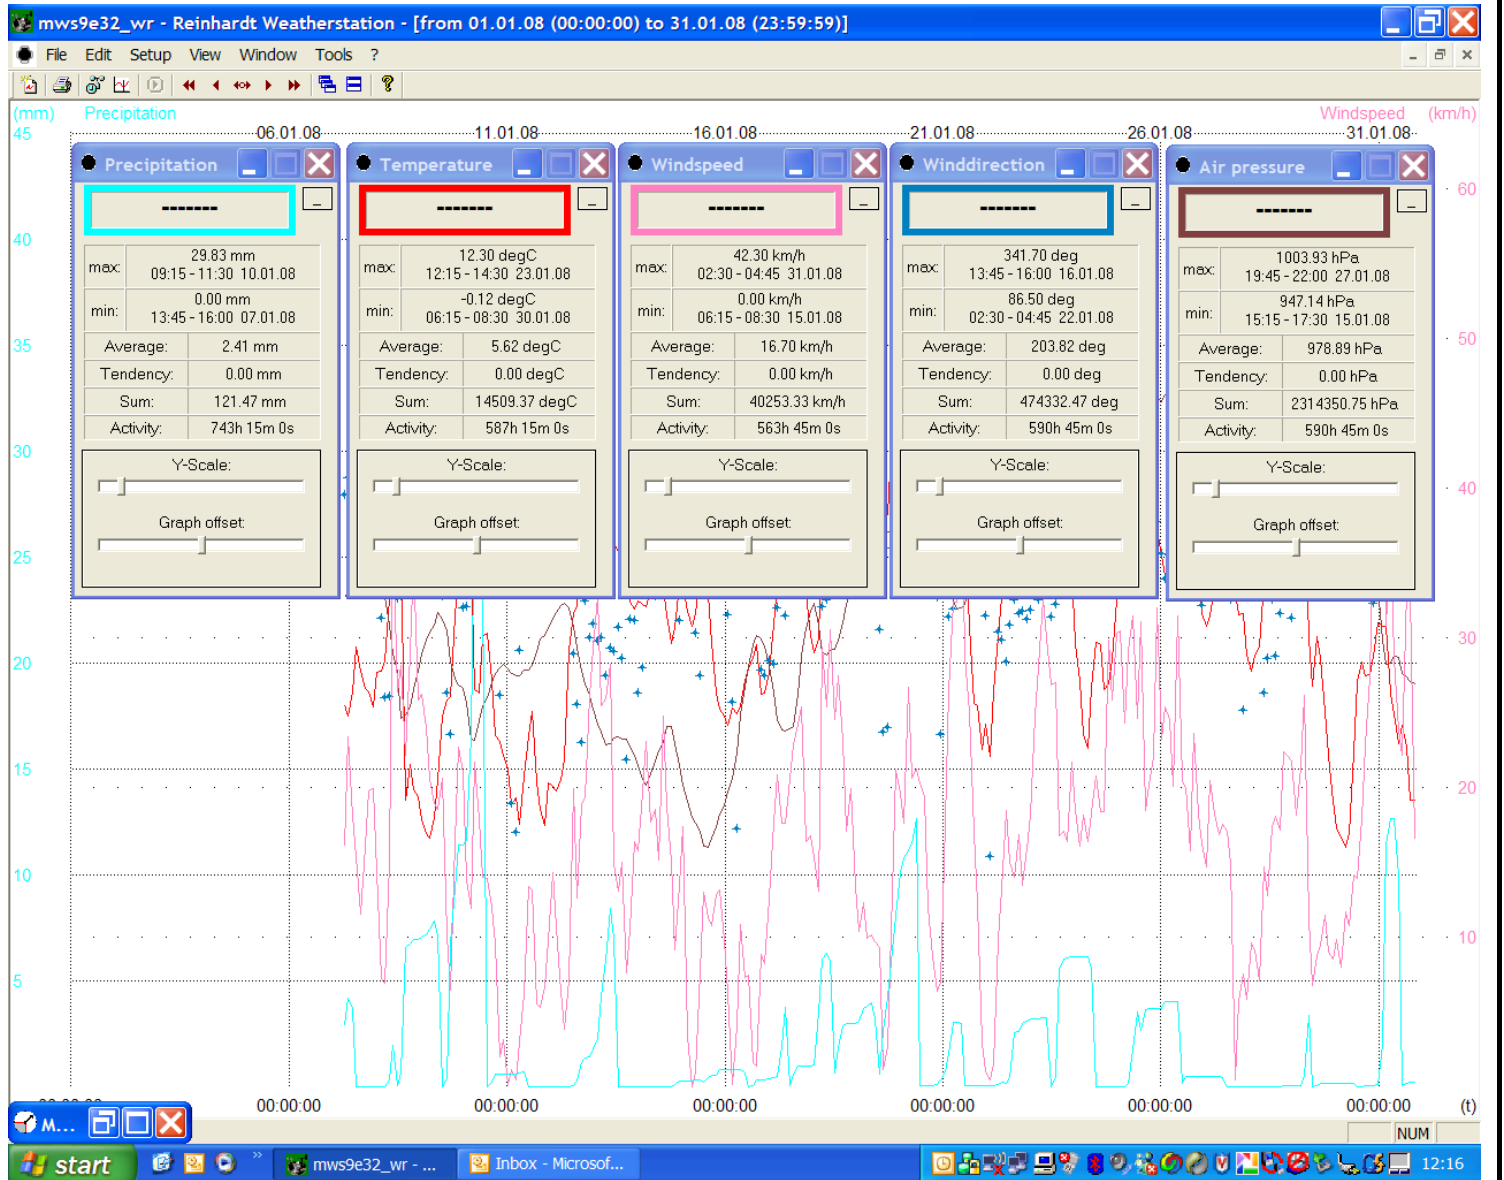 mws9e32_wr - Reinhardt Weatherstation - [from 01.01.08 (00:00:00) to 31.01.08 (23:59:59)]
File Edit Setup View Window Tools ?
(mm) Precipitation Windspeed (km/h)
45 06.01.08 11.01.08 16.01.08 21.01.08 26.01.08 31.01.08
40
35
30
25
20
15
10
5
60
50
40
30
20
10
Precipitation
-------
max: 29.83 mm
09:15 - 11:30 10.01.08
min: 0.00 mm
13:45 - 16:00 07.01.08
Average: 2.41 mm
Tendency: 0.00 mm
Sum: 121.47 mm
Activity: 743h 15m 0s
Y-Scale:
Graph offset:
Temperature
-------
max: 12.30 degC
12:15 - 14:30 23.01.08
min: -0.12 degC
06:15 - 08:30 30.01.08
Average: 5.62 degC
Tendency: 0.00 degC
Sum: 14509.37 degC
Activity: 587h 15m 0s
Y-Scale:
Graph offset:
Windspeed
-------
max: 42.30 km/h
02:30 - 04:45 31.01.08
min: 0.00 km/h
06:15 - 08:30 15.01.08
Average: 16.70 km/h
Tendency: 0.00 km/h
Sum: 40253.33 km/h
Activity: 563h 45m 0s
Y-Scale:
Graph offset:
Winddirection
-------
max: 341.70 deg
13:45 - 16:00 16.01.08
min: 86.50 deg
02:30 - 04:45 22.01.08
Average: 203.82 deg
Tendency: 0.00 deg
Sum: 474332.47 deg
Activity: 590h 45m 0s
Y-Scale:
Graph offset:
Air pressure
-------
max: 1003.93 hPa
19:45 - 22:00 27.01.08
min: 947.14 hPa
15:15 - 17:30 15.01.08
Average: 978.89 hPa
Tendency: 0.00 hPa
Sum: 2314350.75 hPa
Activity: 590h 45m 0s
Y-Scale:
Graph offset:
00:00:00 00:00:00 00:00:00 00:00:00 00:00:00 00:00:00 (t)
M...
NUM
start mws9e32_wr - ... Inbox - Microsof... 12:16